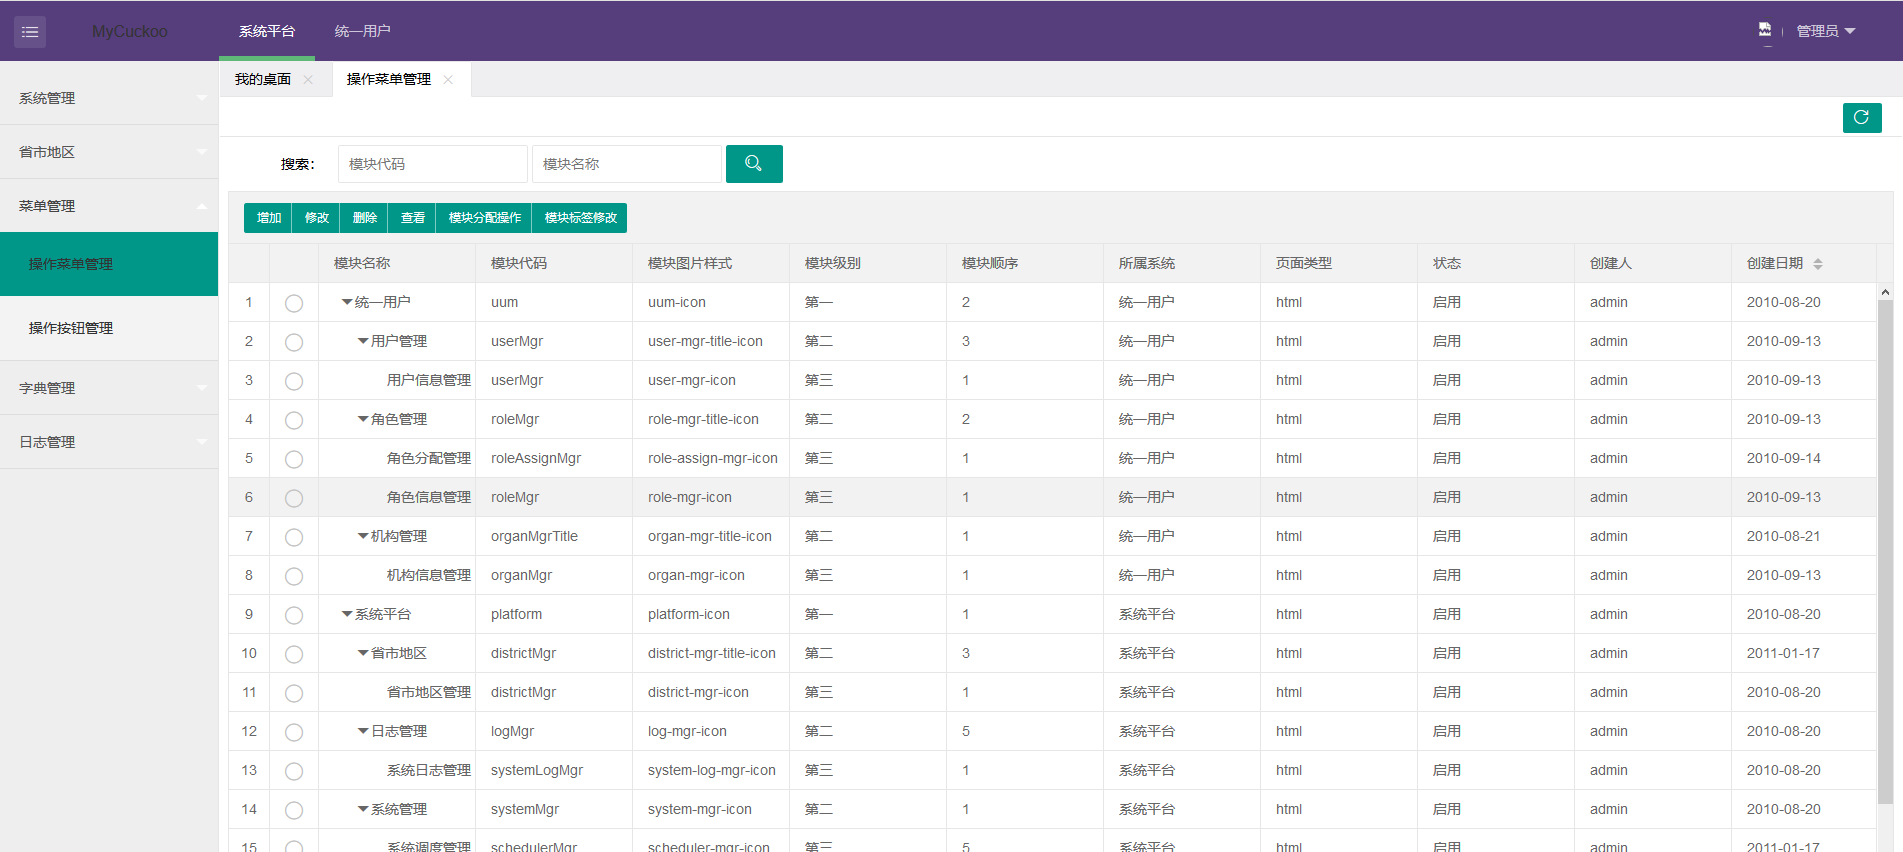 MyCuckoo 系统平台 统一用户 管理员
我的桌面 操作菜单管理
系统管理
省市地区
菜单管理
操作菜单管理
操作按钮管理
字典管理
日志管理
搜索： 模块代码 模块名称
增加 修改 删除 查看 模块分配操作 模块标签修改
模块名称 模块代码 模块图片样式 模块级别 模块顺序 所属系统 页面类型 状态 创建人 创建日期
1 统一用户 uum uum-icon 第一 2 统一用户 html 启用 admin 2010-08-20
2 用户管理 userMgr user-mgr-title-icon 第二 3 统一用户 html 启用 admin 2010-09-13
3 用户信息管理 userMgr user-mgr-icon 第三 1 统一用户 html 启用 admin 2010-09-13
4 角色管理 roleMgr role-mgr-title-icon 第二 2 统一用户 html 启用 admin 2010-09-13
5 角色分配管理 roleAssignMgr role-assign-mgr-icon 第三 1 统一用户 html 启用 admin 2010-09-14
6 角色信息管理 roleMgr role-mgr-icon 第三 1 统一用户 html 启用 admin 2010-09-13
7 机构管理 organMgrTitle organ-mgr-title-icon 第二 1 统一用户 html 启用 admin 2010-08-21
8 机构信息管理 organMgr organ-mgr-icon 第三 1 统一用户 html 启用 admin 2010-09-13
9 系统平台 platform platform-icon 第一 1 系统平台 html 启用 admin 2010-08-20
10 省市地区 districtMgr district-mgr-title-icon 第二 3 系统平台 html 启用 admin 2011-01-17
11 省市地区管理 districtMgr district-mgr-icon 第三 1 系统平台 html 启用 admin 2010-08-20
12 日志管理 logMgr log-mgr-icon 第二 5 系统平台 html 启用 admin 2010-08-20
13 系统日志管理 systemLogMgr system-log-mgr-icon 第三 1 系统平台 html 启用 admin 2010-08-20
14 系统管理 systemMgr system-mgr-icon 第二 1 系统平台 html 启用 admin 2010-08-20
15 系统调度管理 schedulerMgr scheduler-mgr-icon 第三 5 系统平台 html 启用 admin 2011-01-17